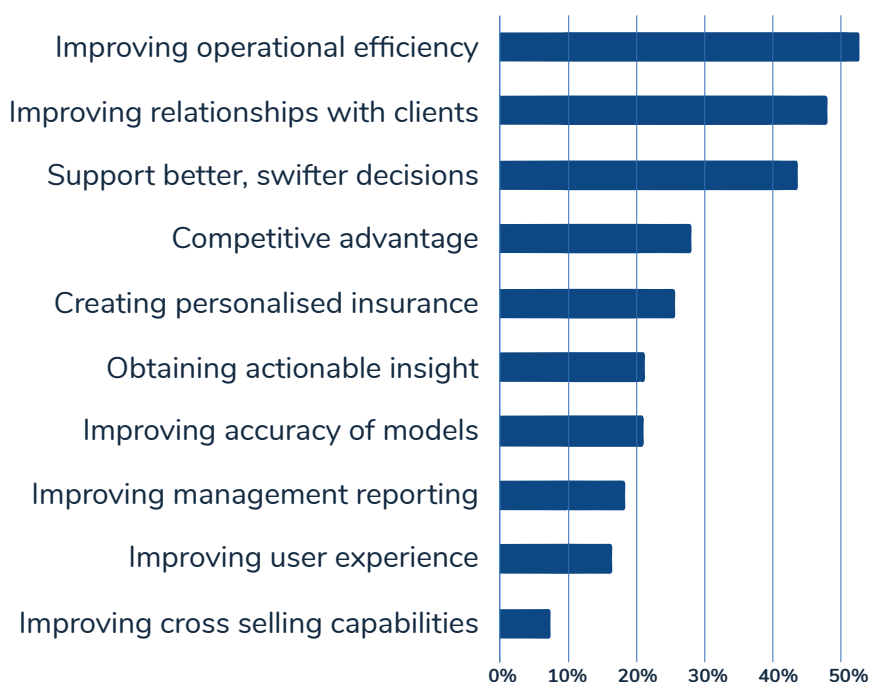 Improving operational efficiency
Improving relationships with clients
Support better, swifter decisions
Competitive advantage
Creating personalised insurance
Obtaining actionable insight
Improving accuracy of models
Improving management reporting
Improving user experience
Improving cross selling capabilities
0% 10% 20% 30% 40% 50%